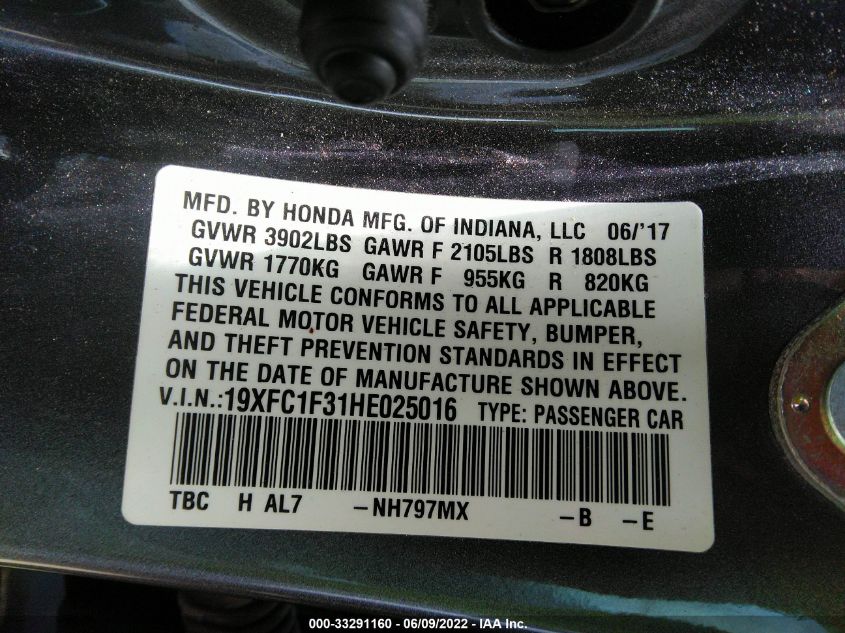 MFD. BY HONDA MFG. OF INDIANA, LLC 06/'17
GVWR 3902LBS GAWR F 2105LBS R 1808LBS
GVWR 1770KG GAWR F 955KG R 820KG
THIS VEHICLE CONFORMS TO ALL APPLICABLE
FEDERAL MOTOR VEHICLE SAFETY, BUMPER,
AND THEFT PREVENTION STANDARDS IN EFFECT
ON THE DATE OF MANUFACTURE SHOWN ABOVE.
V.I.N.:19XFC1F31HE025016 TYPE: PASSENGER CAR
TBC H AL7 -NH797MX -B -E
000-33291160 - 06/09/2022 - IAA Inc.